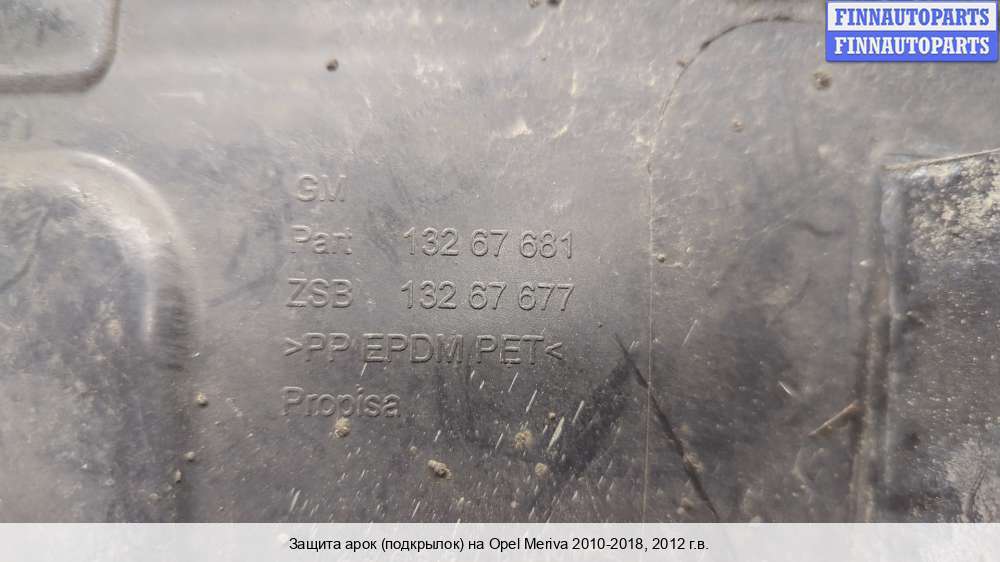 FINNAUTOPARTS
FINNAUTOPARTS
GM
Part 132 67 681
ZSB 132 67 677
>PP EPDM PET<
Propisa
Защита арок (подкрылок) на Opel Meriva 2010-2018, 2012 г.в.